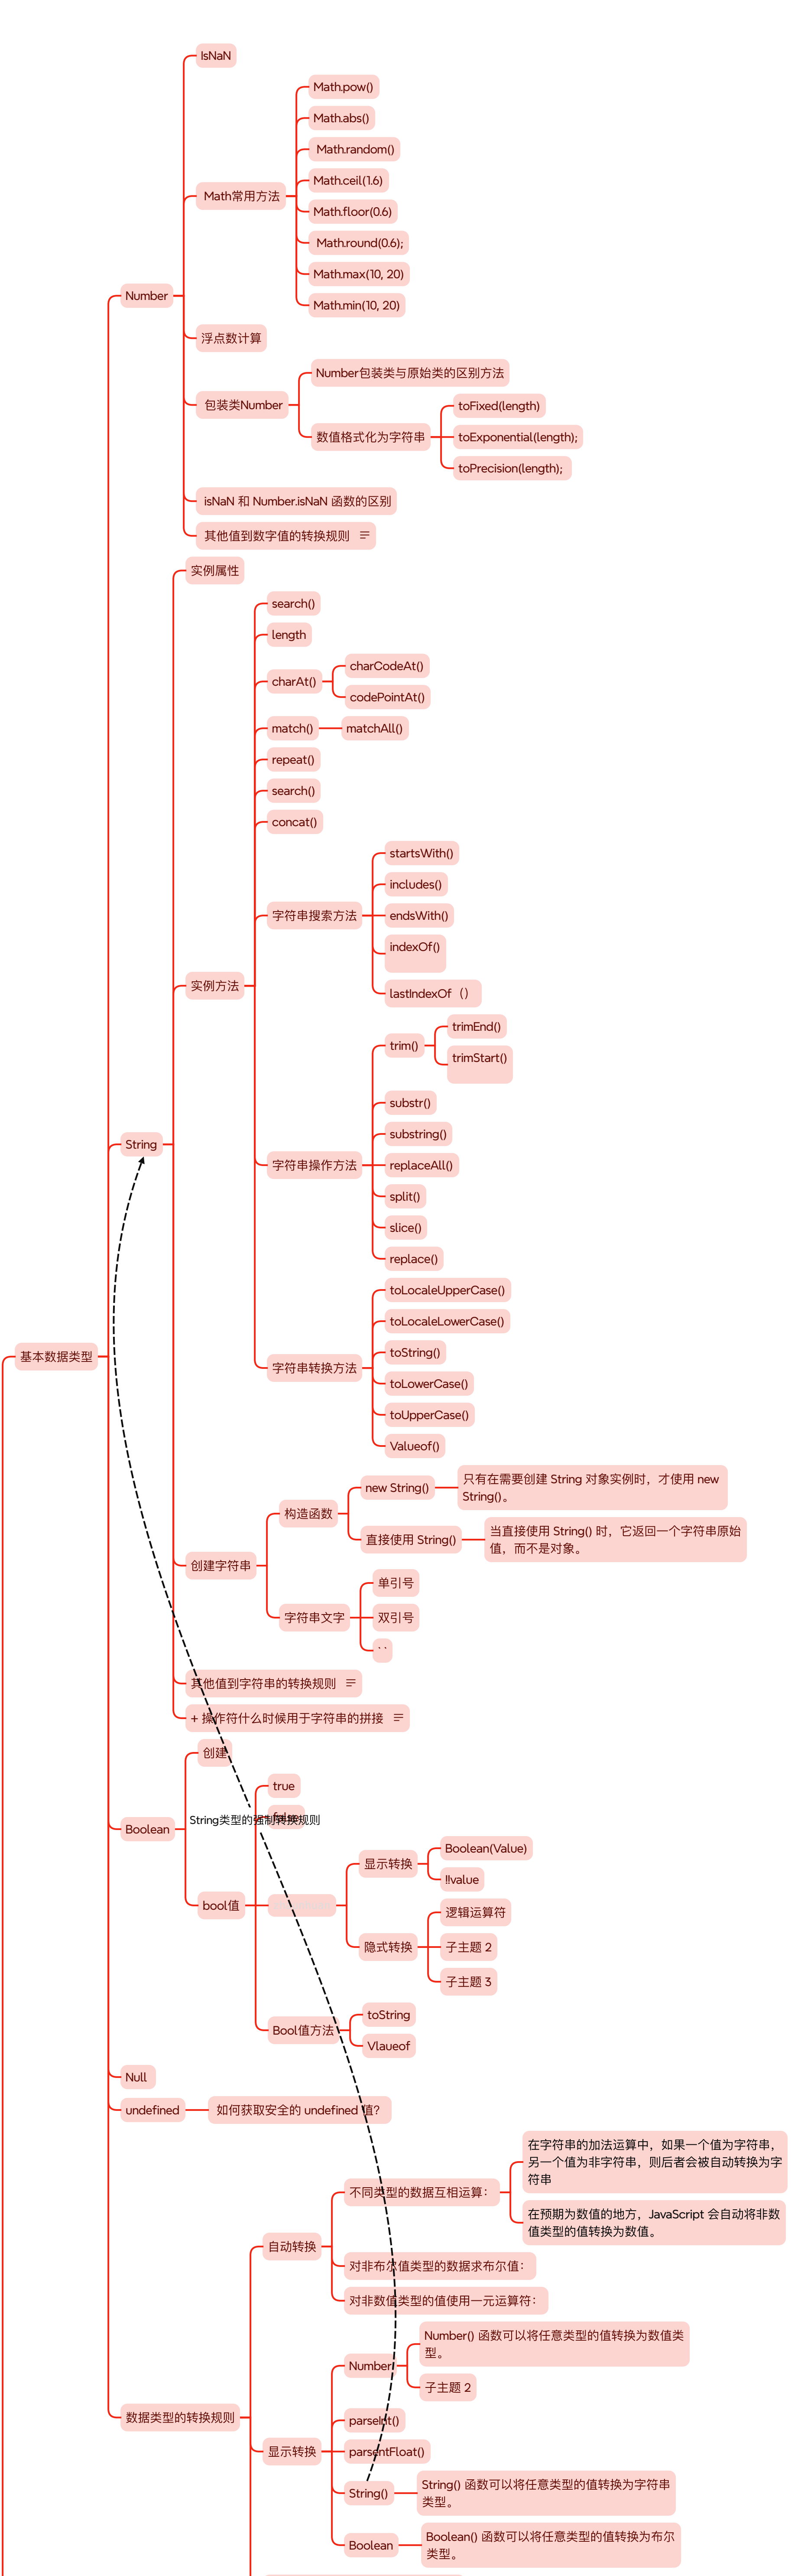 IsNaN
Math.pow()
Math.abs()
Math.random()
Math.ceil(1.6)
Math常用方法
Math.floor(0.6)
Math.round(0.6);
Math.max(10, 20)
Number
Math.min(10, 20)
浮点数计算
Number包装类与原始类的区别方法
包装类Number
toFixed(length)
数值格式化为字符串
toExponential(length);
toPrecision(length);
isNaN 和 Number.isNaN 函数的区别
其他值到数字值的转换规则
实例属性
search()
length
charAt()
charCodeAt()
codePointAt()
match()
matchAll()
repeat()
search()
concat()
startsWith()
includes()
字符串搜索方法
endsWith()
indexOf()
实例方法
lastIndexOf（）
trimEnd()
trim()
trimStart()
substr()
substring()
String
字符串操作方法
replaceAll()
split()
slice()
replace()
toLocaleUpperCase()
toLocaleLowerCase()
基本数据类型
toString()
字符串转换方法
toLowerCase()
toUpperCase()
Valueof()
new String()
只有在需要创建 String 对象实例时，才使用 new
String()。
构造函数
直接使用 String()
当直接使用 String() 时，它返回一个字符串原始
值，而不是对象。
创建字符串
单引号
字符串文字
双引号
` `
其他值到字符串的转换规则
+ 操作符什么时候用于字符串的拼接
创建
true
false
String类型的强制转换规则
Boolean
Boolean(Value)
显示转换
!!value
bool值
逻辑运算符
隐式转换
子主题 2
子主题 3
toString
Bool值方法
Vlaueof
Null
undefined
如何获取安全的 undefined 值？
在字符串的加法运算中，如果一个值为字符串，
另一个值为非字符串，则后者会被自动转换为字
符串
不同类型的数据互相运算：
在预期为数值的地方，JavaScript 会自动将非数
值类型的值转换为数值。
自动转换
对非布尔值类型的数据求布尔值：
对非数值类型的值使用一元运算符：
Number() 函数可以将任意类型的值转换为数值类
型。
Number
子主题 2
数据类型的转换规则
parseInt()
显示转换
parsentFloat()
String()
String() 函数可以将任意类型的值转换为字符串
类型。
Boolean
Boolean() 函数可以将任意类型的值转换为布尔
类型。